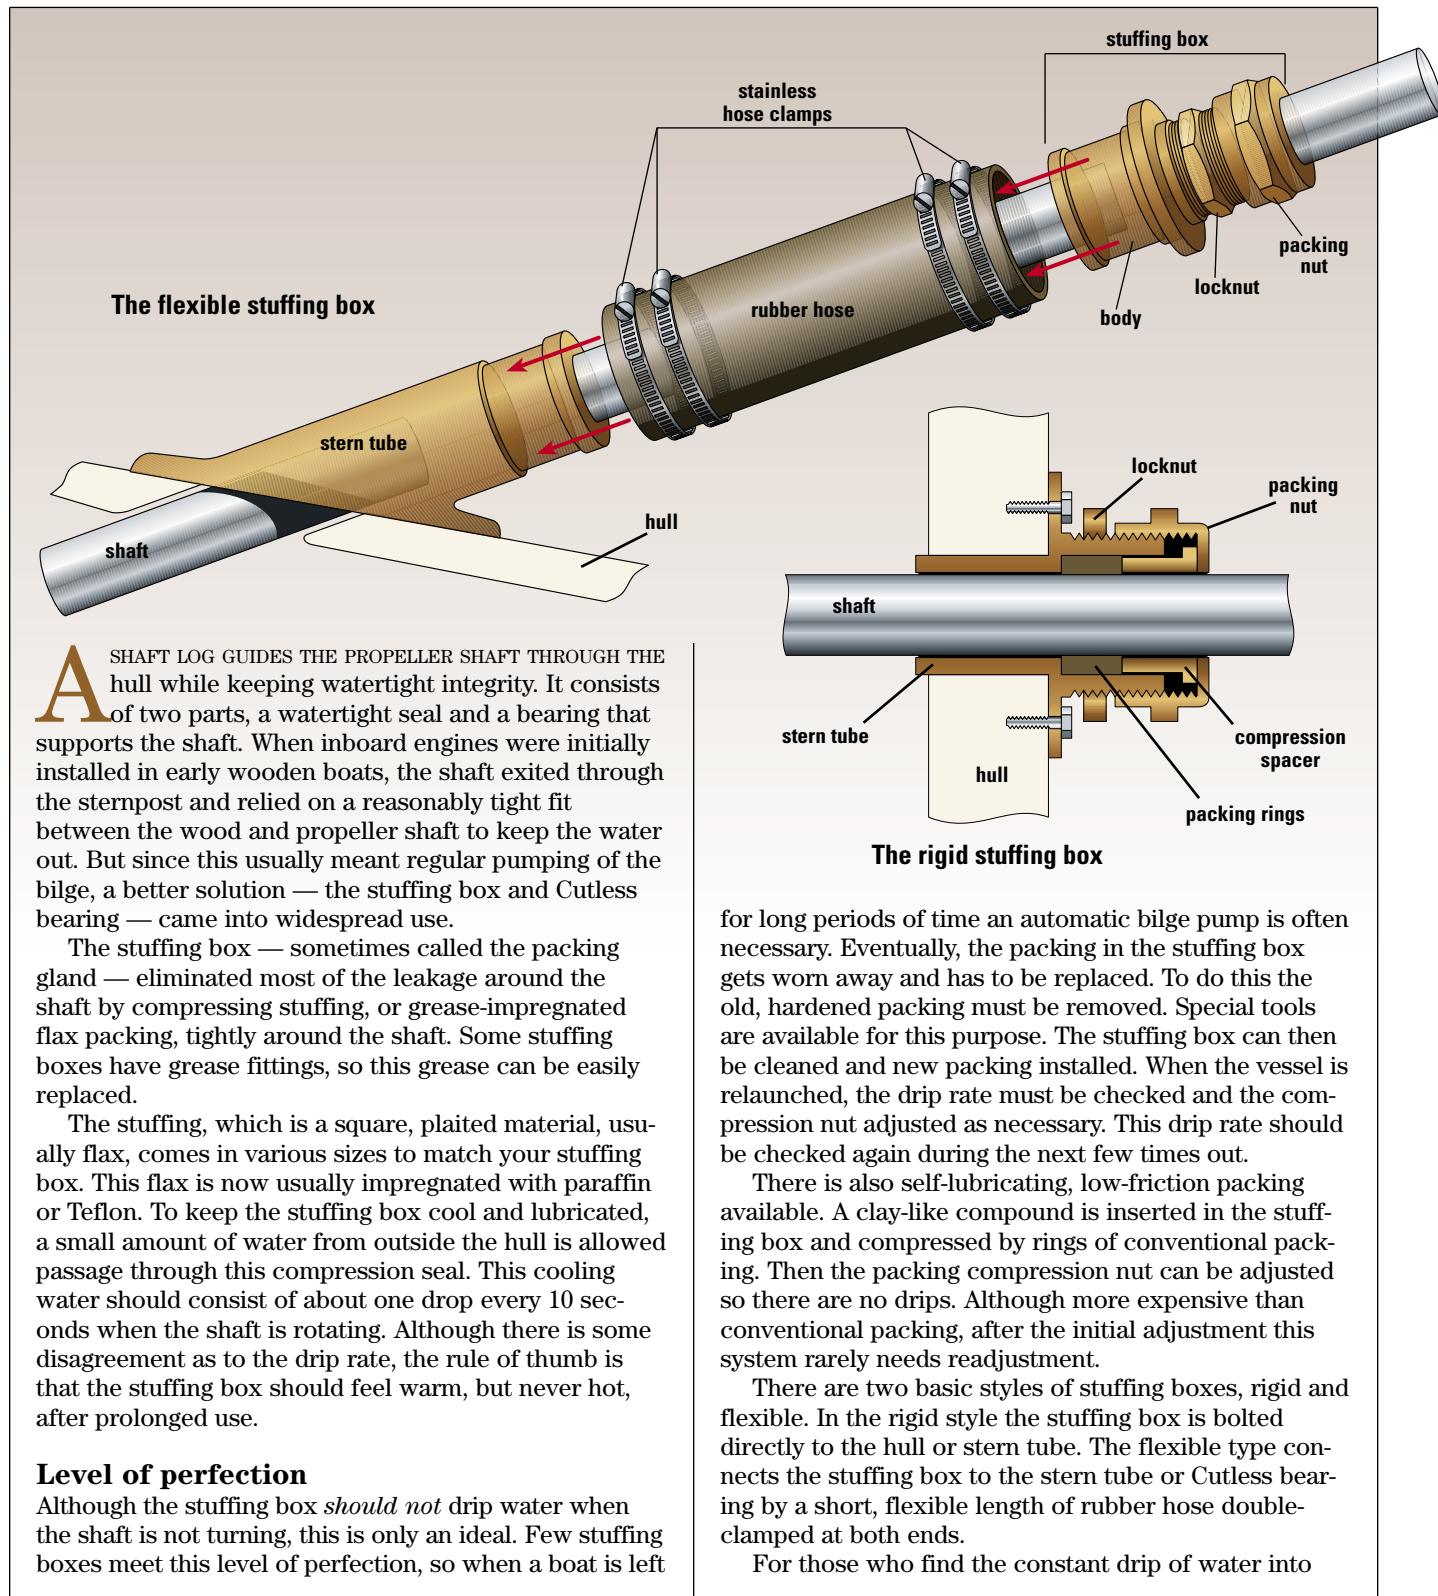 stuffing box
stainless
hose clamps
packing
nut
locknut
body
rubber hose
The flexible stuffing box
stern tube
shaft
hull
locknut
packing
nut
shaft
stern tube
hull
compression
spacer
packing rings
The rigid stuffing box
A SHAFT LOG GUIDES THE PROPELLER SHAFT THROUGH THE
hull while keeping watertight integrity. It consists
of two parts, a watertight seal and a bearing that
supports the shaft. When inboard engines were initially
installed in early wooden boats, the shaft exited through
the sternpost and relied on a reasonably tight fit
between the wood and propeller shaft to keep the water
out. But since this usually meant regular pumping of the
bilge, a better solution — the stuffing box and Cutless
bearing — came into widespread use.
The stuffing box — sometimes called the packing
gland — eliminated most of the leakage around the
shaft by compressing stuffing, or grease-impregnated
flax packing, tightly around the shaft. Some stuffing
boxes have grease fittings, so this grease can be easily
replaced.
The stuffing, which is a square, plaited material, usu-
ally flax, comes in various sizes to match your stuffing
box. This flax is now usually impregnated with paraffin
or Teflon. To keep the stuffing box cool and lubricated,
a small amount of water from outside the hull is allowed
passage through this compression seal. This cooling
water should consist of about one drop every 10 sec-
onds when the shaft is rotating. Although there is some
disagreement as to the drip rate, the rule of thumb is
that the stuffing box should feel warm, but never hot,
after prolonged use.
Level of perfection
Although the stuffing box should not drip water when
the shaft is not turning, this is only an ideal. Few stuffing
boxes meet this level of perfection, so when a boat is left
for long periods of time an automatic bilge pump is often
necessary. Eventually, the packing in the stuffing box
gets worn away and has to be replaced. To do this the
old, hardened packing must be removed. Special tools
are available for this purpose. The stuffing box can then
be cleaned and new packing installed. When the vessel is
relaunched, the drip rate must be checked and the com-
pression nut adjusted as necessary. This drip rate should
be checked again during the next few times out.
There is also self-lubricating, low-friction packing
available. A clay-like compound is inserted in the stuff-
ing box and compressed by rings of conventional pack-
ing. Then the packing compression nut can be adjusted
so there are no drips. Although more expensive than
conventional packing, after the initial adjustment this
system rarely needs readjustment.
There are two basic styles of stuffing boxes, rigid and
flexible. In the rigid style the stuffing box is bolted
directly to the hull or stern tube. The flexible type con-
nects the stuffing box to the stern tube or Cutless bear-
ing by a short, flexible length of rubber hose double-
clamped at both ends.
For those who find the constant drip of water into